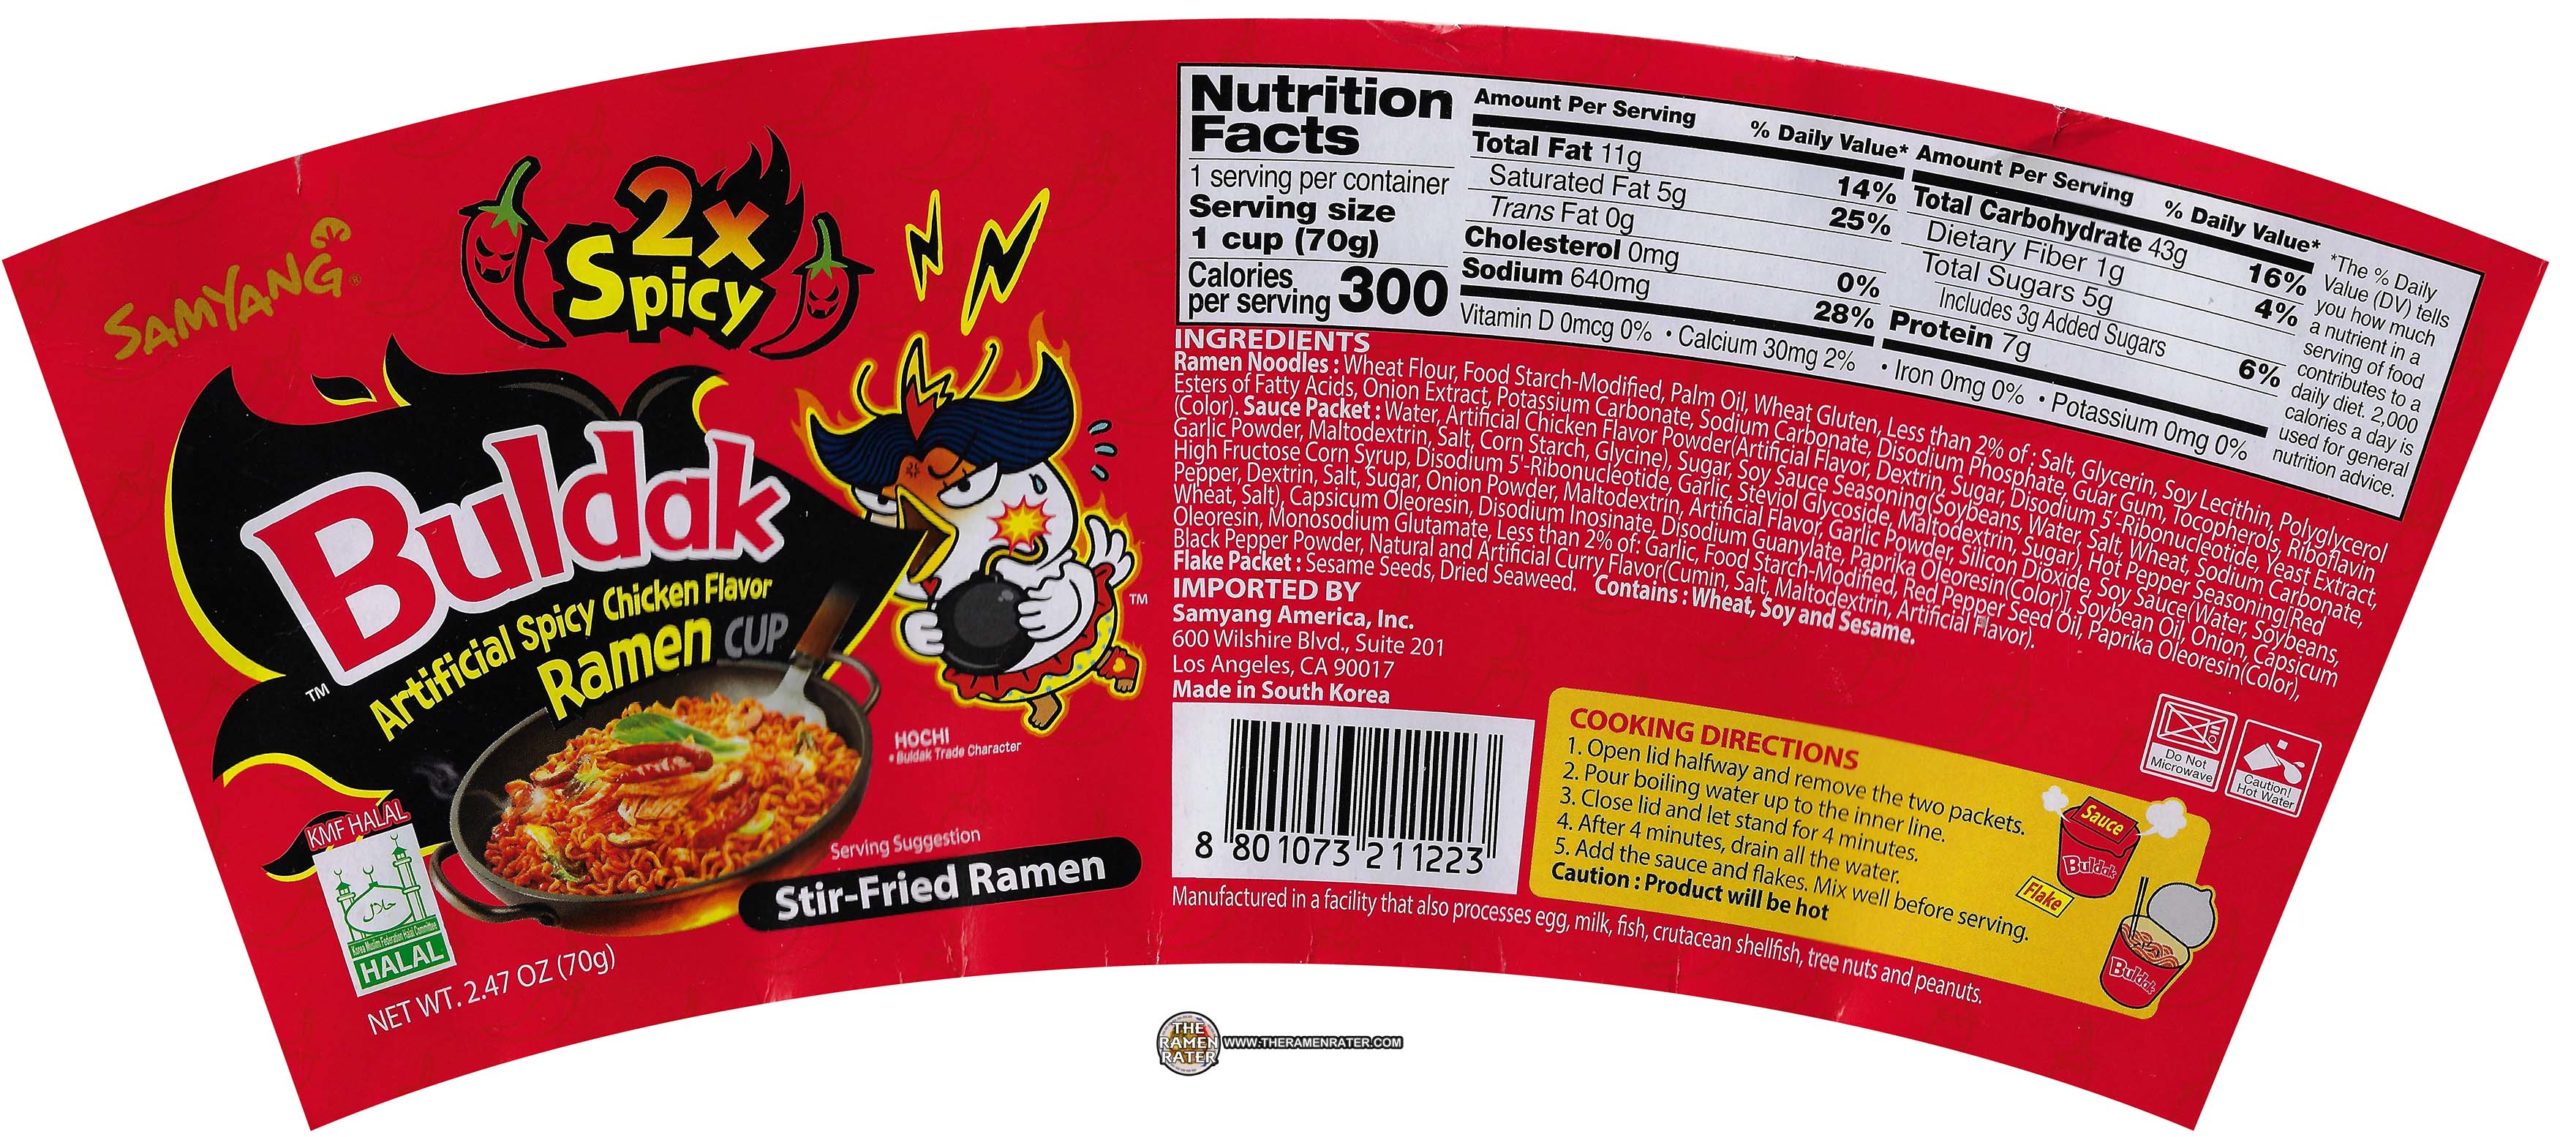 SAMYANG®
2x
Spicy
Buldak
TM
Artificial Spicy Chicken Flavor
Ramen CUP
TM
HOCHI
• Buldak Trade Character
Serving Suggestion
Stir-Fried Ramen
KMF HALAL
حلال
Korea Muslim Federation Halal Committee
HALAL
NET WT. 2.47 OZ (70g)
Nutrition
Facts
1 serving per container
Serving size
1 cup (70g)
Calories
per serving 300
Amount Per Serving % Daily Value*
Total Fat 11g 14%
Saturated Fat 5g 25%
Trans Fat 0g
Cholesterol 0mg 0%
Sodium 640mg 28%
Amount Per Serving % Daily Value*
Total Carbohydrate 43g 16%
Dietary Fiber 1g 4%
Total Sugars 5g
Includes 3g Added Sugars 6%
Protein 7g
Vitamin D 0mcg 0% • Calcium 30mg 2% • Iron 0mg 0% • Potassium 0mg 0%
*The % Daily
Value (DV) tells
you how much
a nutrient in a
serving of food
contributes to a
daily diet. 2,000
calories a day is
used for general
nutrition advice.
INGREDIENTS
Ramen Noodles : Wheat Flour, Food Starch-Modified, Palm Oil, Wheat Gluten, Less than 2% of : Salt, Glycerin, Soy Lecithin, Polyglycerol
Esters of Fatty Acids, Onion Extract, Potassium Carbonate, Sodium Carbonate, Disodium Phosphate, Guar Gum, Tocopherols, Riboflavin
(Color). Sauce Packet : Water, Artificial Chicken Flavor Powder(Artificial Flavor, Dextrin, Sugar, Disodium 5'-Ribonucleotide, Yeast Extract,
Garlic Powder, Maltodextrin, Salt, Corn Starch, Glycine), Sugar, Soy Sauce Seasoning(Soybeans, Water, Salt, Wheat, Sodium Carbonate,
High Fructose Corn Syrup, Disodium 5'-Ribonucleotide, Garlic, Steviol Glycoside, Maltodextrin, Sugar), Hot Pepper Seasoning[Red
Pepper, Dextrin, Salt, Sugar, Onion Powder, Maltodextrin, Artificial Flavor, Garlic Powder, Silicon Dioxide, Soy Sauce(Water, Soybeans,
Wheat, Salt), Capsicum Oleoresin, Disodium Inosinate, Disodium Guanylate, Paprika Oleoresin(Color)], Soybean Oil, Onion, Capsicum
Oleoresin, Monosodium Glutamate, Less than 2% of: Garlic, Food Starch-Modified, Red Pepper Seed Oil, Paprika Oleoresin(Color),
Black Pepper Powder, Natural and Artificial Curry Flavor(Cumin, Salt, Maltodextrin, Artificial Flavor).
Flake Packet : Sesame Seeds, Dried Seaweed. Contains : Wheat, Soy and Sesame.
IMPORTED BY
Samyang America, Inc.
600 Wilshire Blvd., Suite 201
Los Angeles, CA 90017
Made in South Korea
8 801073 211223
COOKING DIRECTIONS
1. Open lid halfway and remove the two packets.
2. Pour boiling water up to the inner line.
3. Close lid and let stand for 4 minutes.
4. After 4 minutes, drain all the water.
5. Add the sauce and flakes. Mix well before serving.
Caution : Product will be hot
Do Not
Microwave
Caution!
Hot Water
Sauce
Buldak
Flake
Buldak
Manufactured in a facility that also processes egg, milk, fish, crutacean shellfish, tree nuts and peanuts.
THE
RAMEN
RATER
WWW.THERAMENRATER.COM